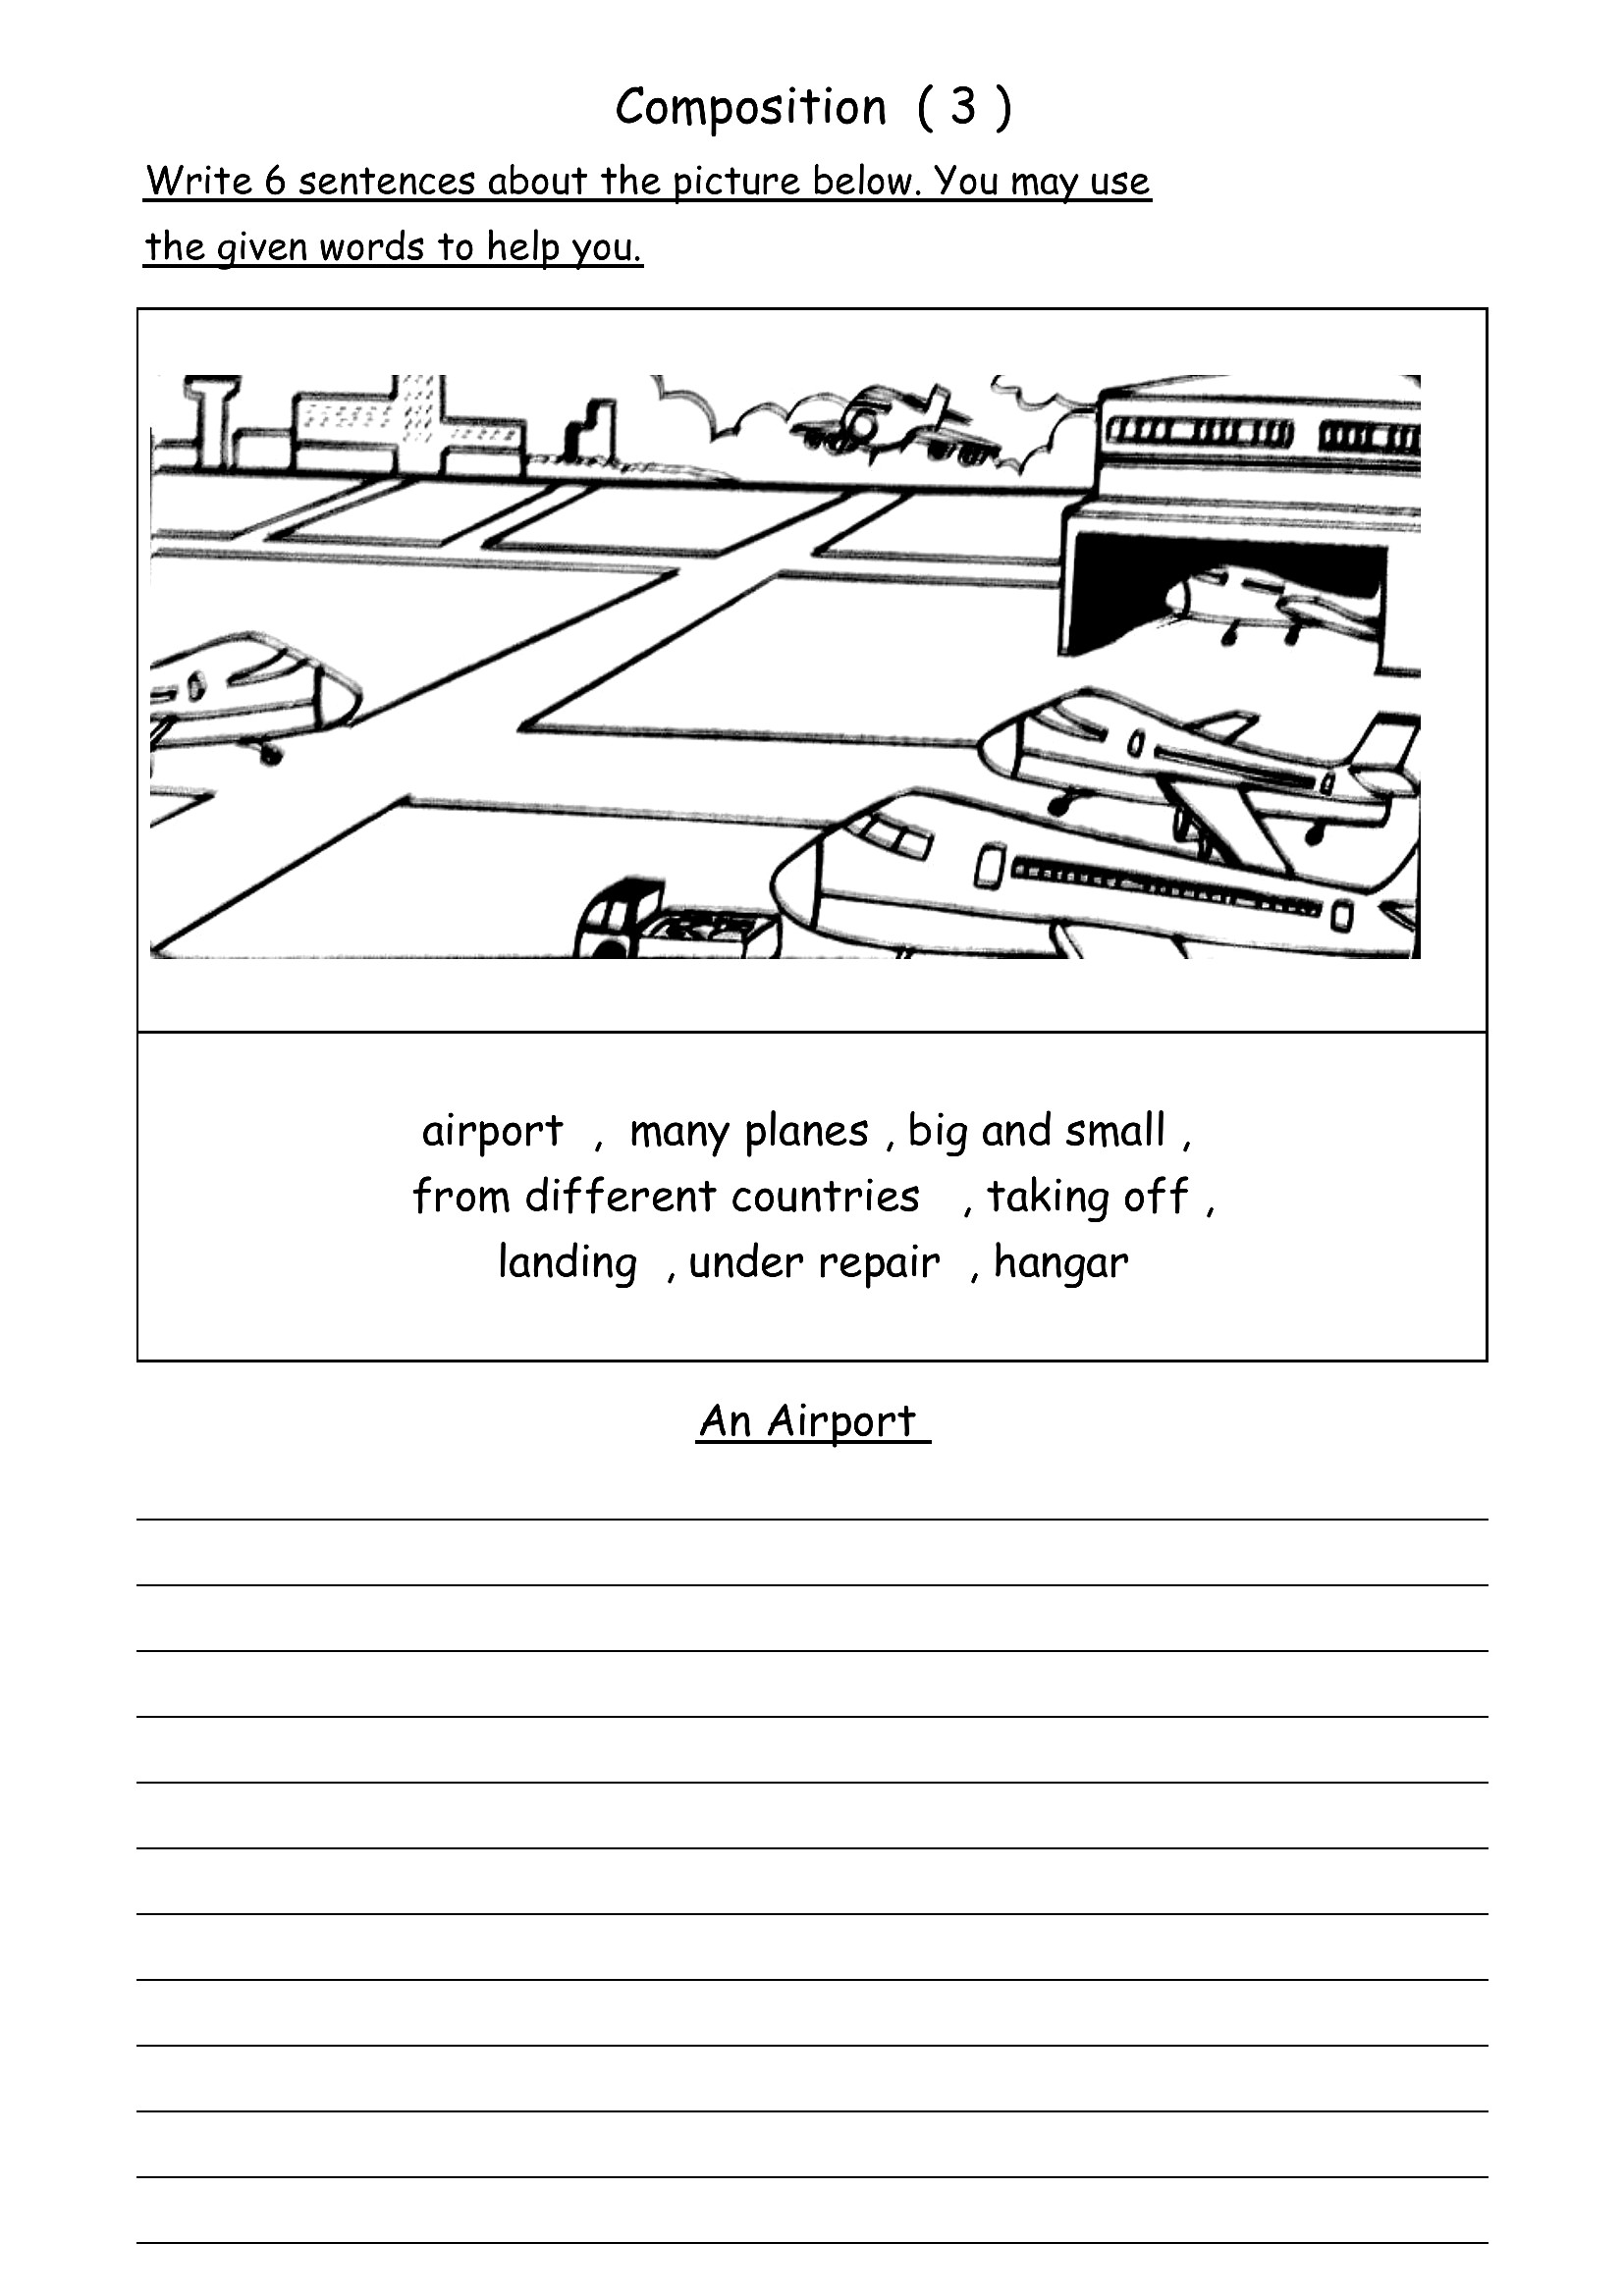 Composition ( 3 )
Write 6 sentences about the picture below. You may use
the given words to help you.
airport , many planes , big and small ,
from different countries , taking off ,
landing , under repair , hangar
An Airport